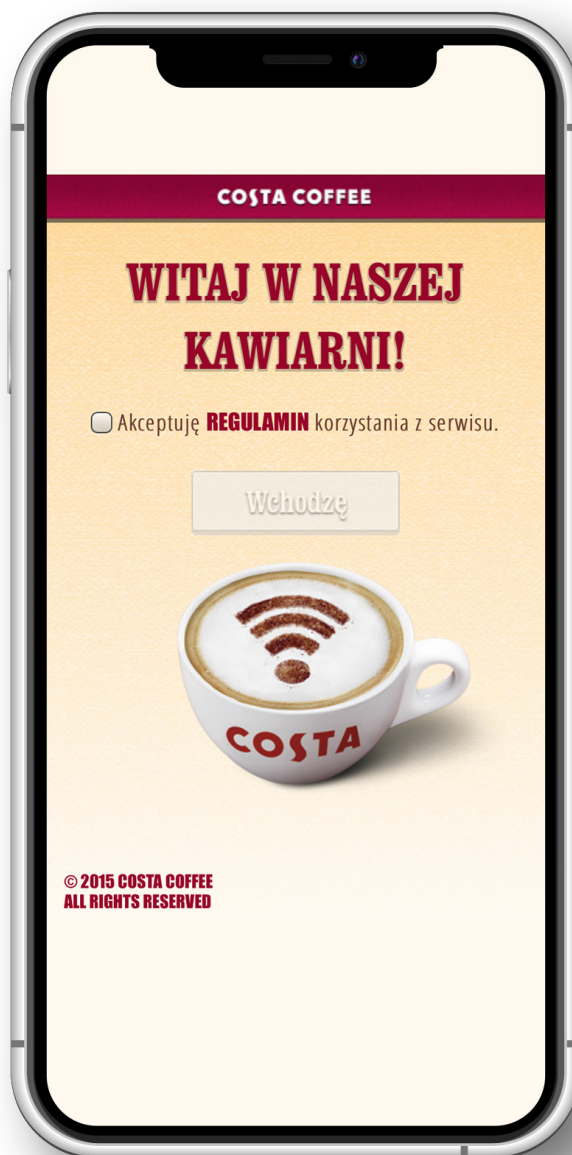 COSTA COFFEE
WITAJ W NASZEJ
KAWIARNI!
Akceptuję REGULAMIN korzystania z serwisu.
Wchodzę
COSTA
© 2015 COSTA COFFEE
ALL RIGHTS RESERVED